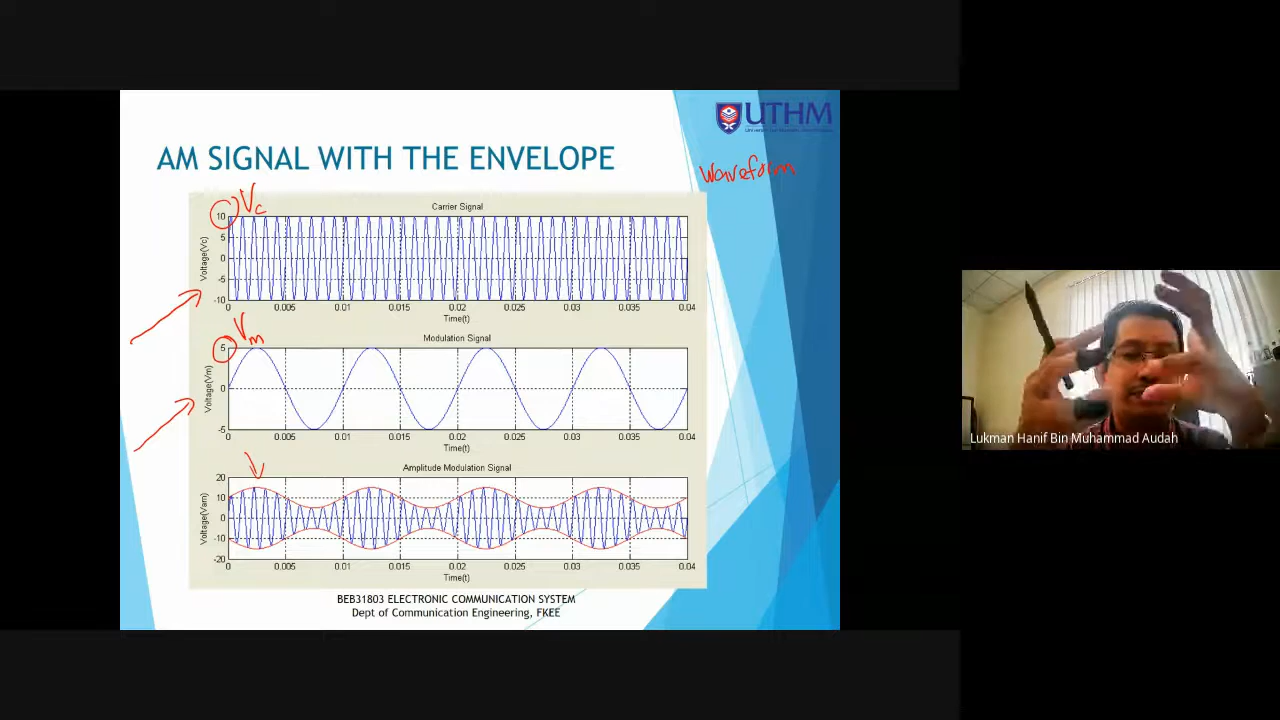 UTHM
AM SIGNAL WITH THE ENVELOPE
Waveform
Vc
Carrier Signal
10
5
0
-5
-10
Voltage(Vc)
0 0.005 0.01 0.015 0.02 0.025 0.03 0.035 0.04
Time(t)
Vm
Modulation Signal
5
0
-5
Voltage(Vm)
0 0.005 0.01 0.015 0.02 0.025 0.03 0.035 0.04
Time(t)
Amplitude Modulation Signal
20
10
0
-10
-20
Voltage(Vam)
0 0.005 0.01 0.015 0.02 0.025 0.03 0.035 0.04
Time(t)
BEB31803 ELECTRONIC COMMUNICATION SYSTEM
Dept of Communication Engineering, FKEE
Lukman Hanif Bin Muhammad Audah